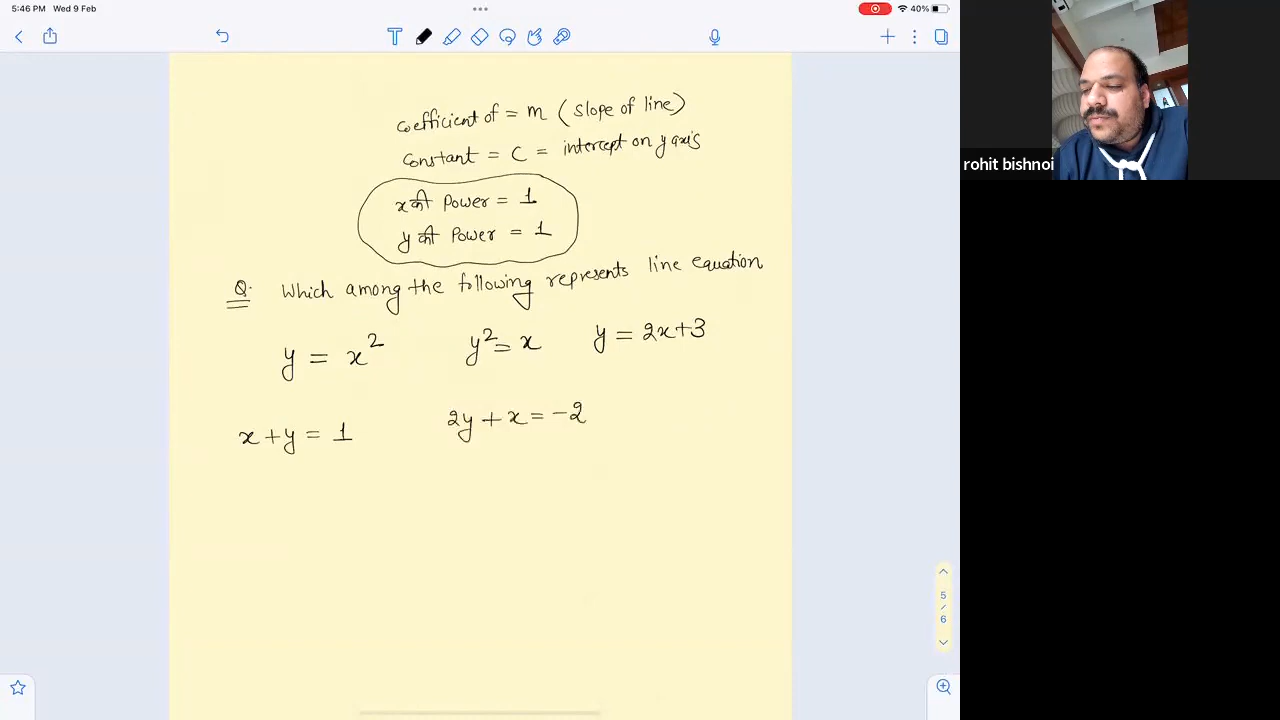 5:46 PM Wed 9 Feb
40%
coefficient of = m (slope of line)
constant = C = intercept on y axis
x की Power = 1
y की Power = 1
Q. Which among the following represents line equation
y = x² y² = x y = 2x+3
x + y = 1 2y + x = -2
rohit bishnoi
5
/
6